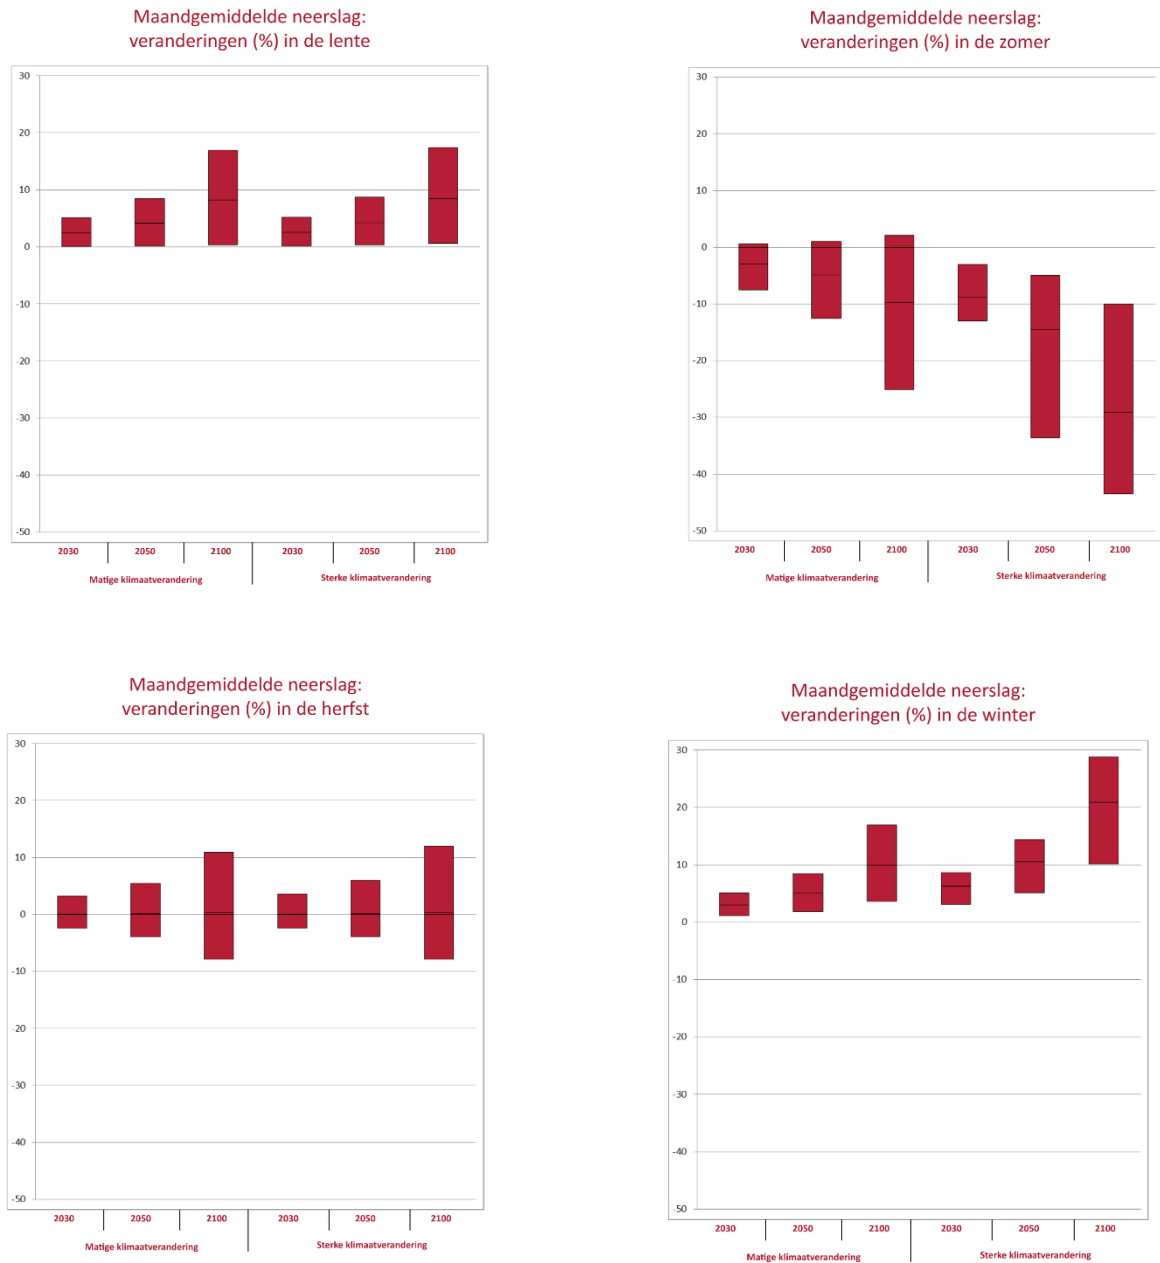 Maandgemiddelde neerslag:
veranderingen (%) in de lente
30
20
10
0
-10
-20
-30
-40
-50
2030 2050 2100 2030 2050 2100
Matige klimaatverandering Sterke klimaatverandering
Maandgemiddelde neerslag:
veranderingen (%) in de zomer
30
20
10
0
-10
-20
-30
-40
-50
2030 2050 2100 2030 2050 2100
Matige klimaatverandering Sterke klimaatverandering
Maandgemiddelde neerslag:
veranderingen (%) in de herfst
30
20
10
0
-10
-20
-30
-40
-50
2030 2050 2100 2030 2050 2100
Matige klimaatverandering Sterke klimaatverandering
Maandgemiddelde neerslag:
veranderingen (%) in de winter
30
20
10
0
-10
-20
-30
-40
-50
2030 2050 2100 2030 2050 2100
Matige klimaatverandering Sterke klimaatverandering